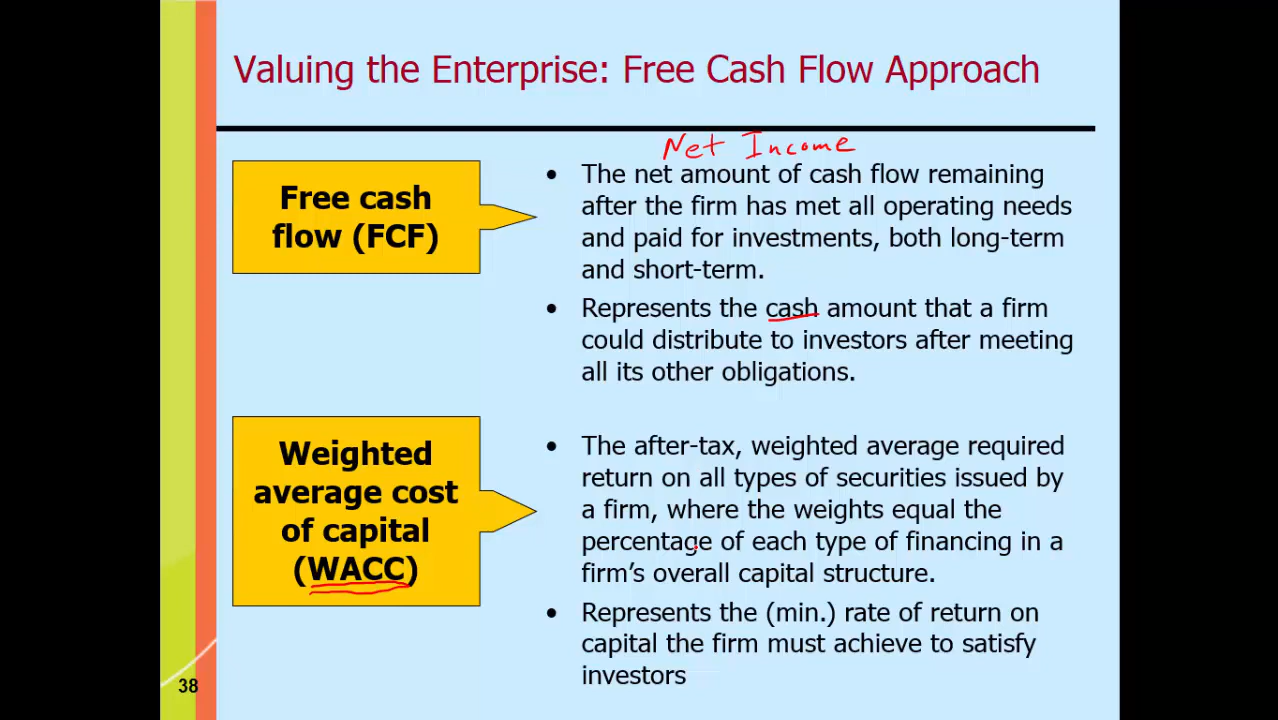 Valuing the Enterprise: Free Cash Flow Approach
Net Income
Free cash
flow (FCF)
• The net amount of cash flow remaining
after the firm has met all operating needs
and paid for investments, both long-term
and short-term.
• Represents the cash amount that a firm
could distribute to investors after meeting
all its other obligations.
Weighted
average cost
of capital
(WACC)
• The after-tax, weighted average required
return on all types of securities issued by
a firm, where the weights equal the
percentage of each type of financing in a
firm's overall capital structure.
• Represents the (min.) rate of return on
capital the firm must achieve to satisfy
investors
38